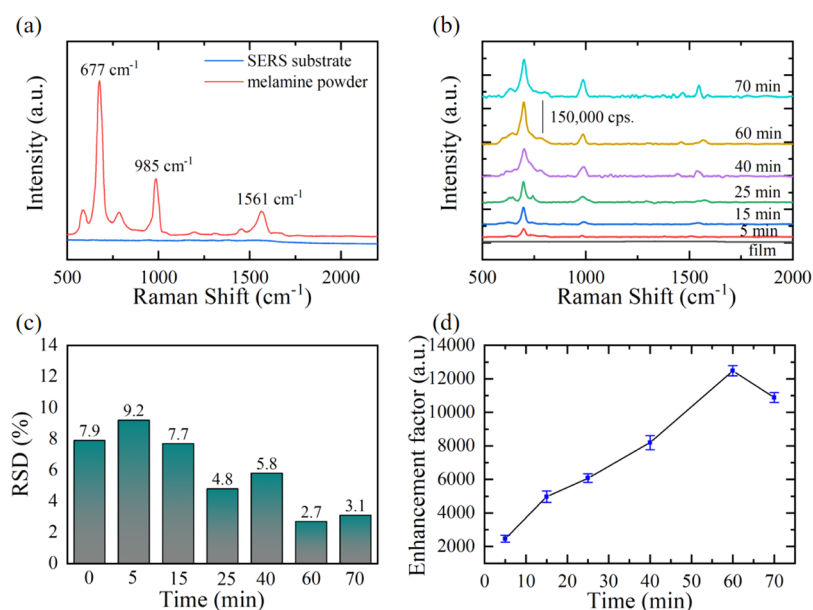 (a)
SERS substrate
melamine powder
677 cm⁻¹
985 cm⁻¹
1561 cm⁻¹
Intensity (a.u.)
500 1000 1500 2000
Raman Shift (cm⁻¹)
(b)
70 min
150,000 cps.
60 min
40 min
25 min
15 min
5 min
film
Intensity (a.u.)
500 1000 1500 2000
Raman Shift (cm⁻¹)
(c)
14
12
10
8
6
4
2
0
RSD (%)
7.9 9.2 7.7 4.8 5.8 2.7 3.1
0 5 15 25 40 60 70
Time (min)
(d)
14000
12000
10000
8000
6000
4000
2000
Enhancement factor (a.u.)
0 10 20 30 40 50 60 70
Time (min)